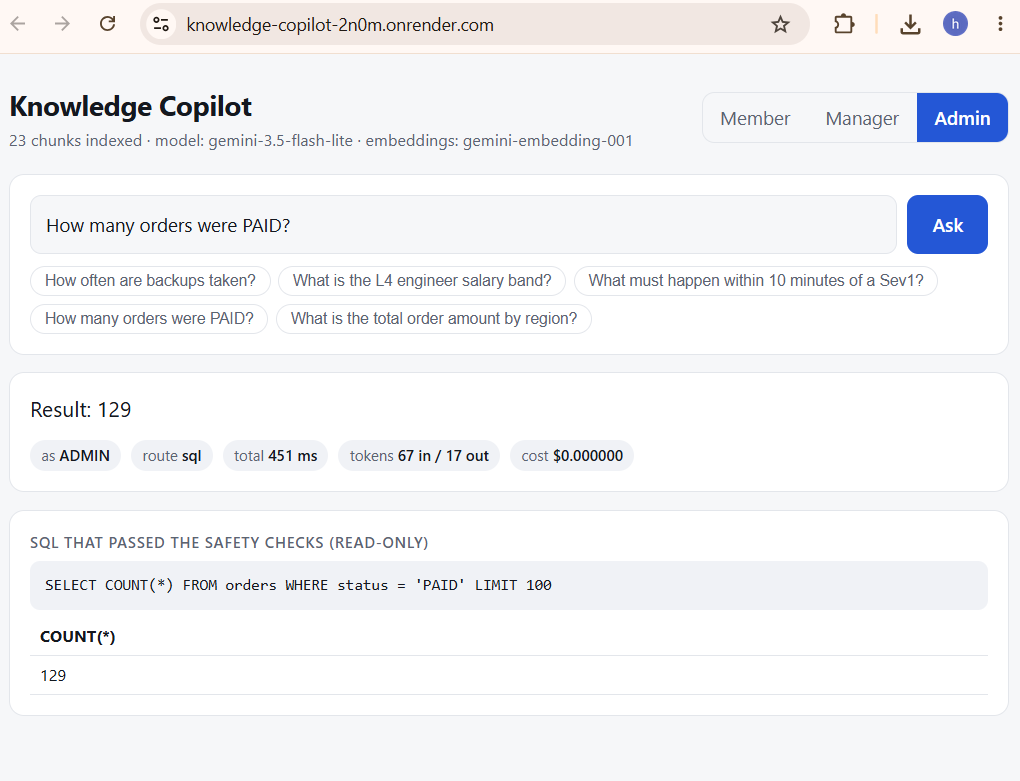 knowledge-copilot-2n0m.onrender.com
h
Knowledge Copilot
23 chunks indexed · model: gemini-3.5-flash-lite · embeddings: gemini-embedding-001
Member Manager Admin
How many orders were PAID?
Ask
How often are backups taken? What is the L4 engineer salary band? What must happen within 10 minutes of a Sev1?
How many orders were PAID? What is the total order amount by region?
Result: 129
as ADMIN route sql total 451 ms tokens 67 in / 17 out cost $0.000000
SQL THAT PASSED THE SAFETY CHECKS (READ-ONLY)
SELECT COUNT(*) FROM orders WHERE status = 'PAID' LIMIT 100
COUNT(*)
129